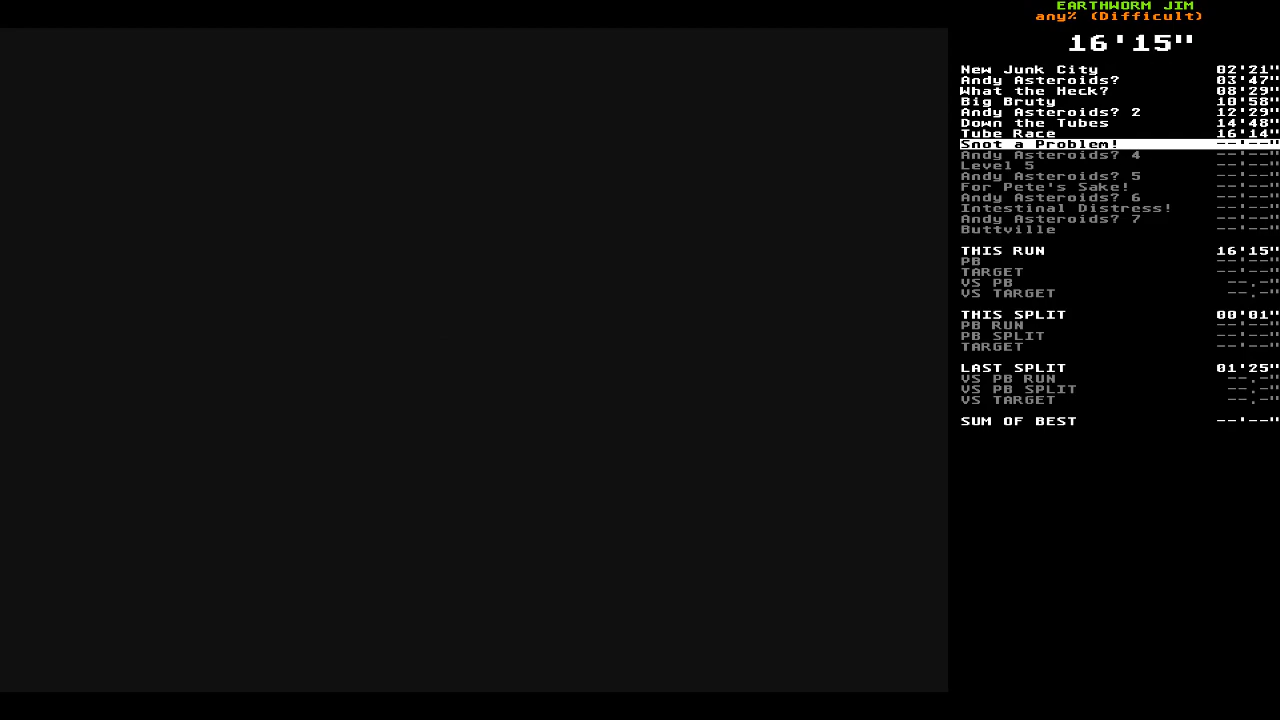 EARTHWORM JIM
any% (Difficult)
16'15"
New Junk City 02'21"
Andy Asteroids? 03'47"
What the Heck? 08'29"
Big Bruty 10'58"
Andy Asteroids? 2 12'29"
Down the Tubes 14'48"
Tube Race 16'14"
Snot a Problem! --'--"
Andy Asteroids? 4 --'--"
Level 5 --'--"
Andy Asteroids? 5 --'--"
For Pete's Sake! --'--"
Andy Asteroids? 6 --'--"
Intestinal Distress! --'--"
Andy Asteroids? 7 --'--"
Buttville --'--"
THIS RUN 16'15"
PB --'--"
TARGET --'--"
VS PB --.-"
VS TARGET --.-"
THIS SPLIT 00'01"
PB RUN --'--"
PB SPLIT --'--"
TARGET --'--"
LAST SPLIT 01'25"
VS PB RUN --.-"
VS PB SPLIT --.-"
VS TARGET --.-"
SUM OF BEST --'--"